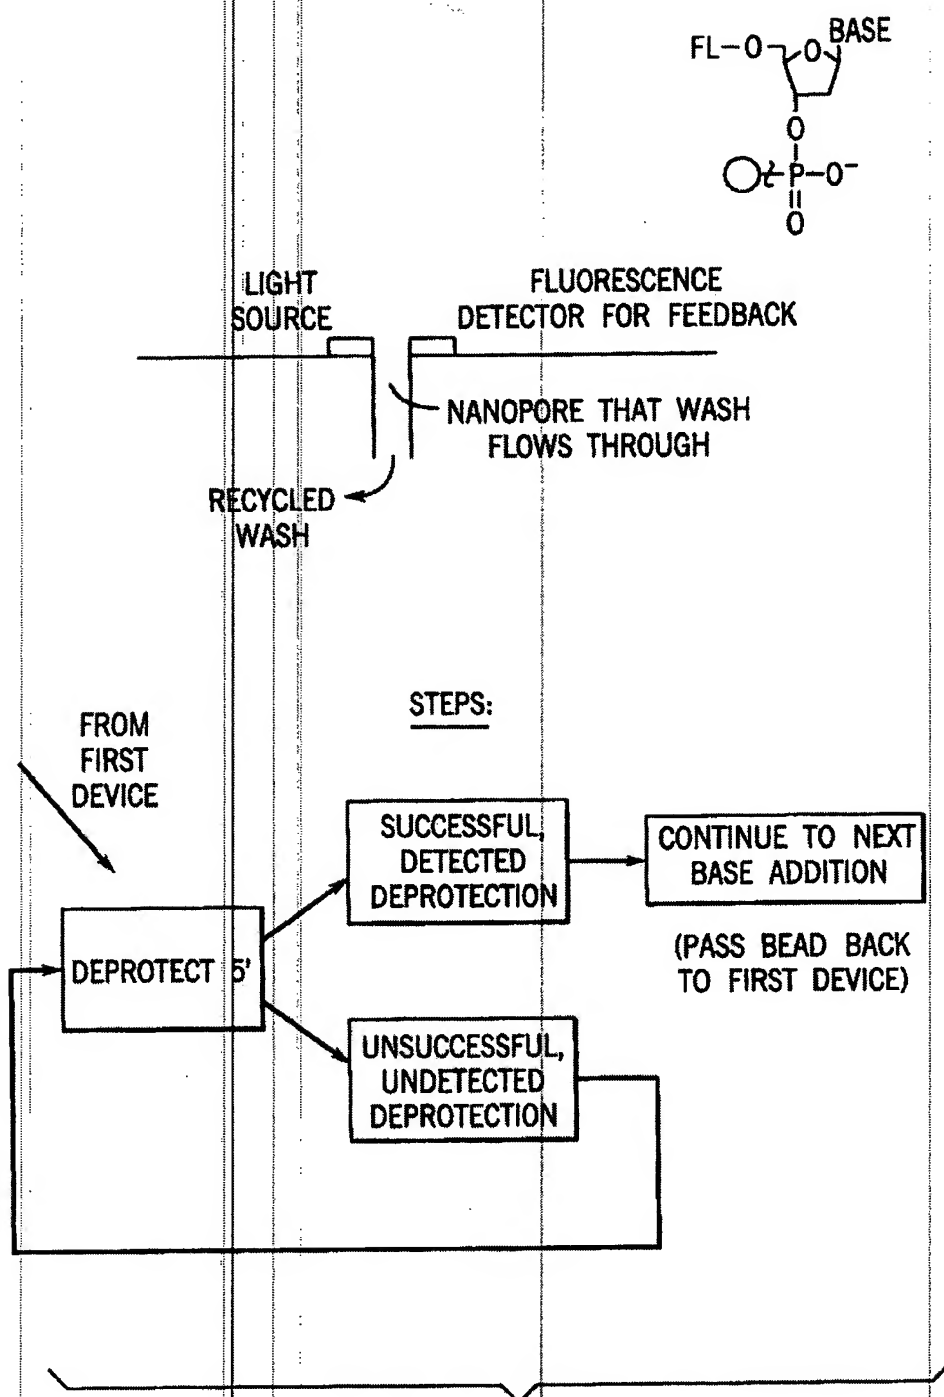 BASE
FL-O
O
O
P-O-
O
LIGHT
SOURCE
FLUORESCENCE
DETECTOR FOR FEEDBACK
NANOPORE THAT WASH
FLOWS THROUGH
RECYCLED
WASH
STEPS:
FROM
FIRST
DEVICE
DEPROTECT 5'
SUCCESSFUL,
DETECTED
DEPROTECTION
CONTINUE TO NEXT
BASE ADDITION
(PASS BEAD BACK
TO FIRST DEVICE)
UNSUCCESSFUL,
UNDETECTED
DEPROTECTION